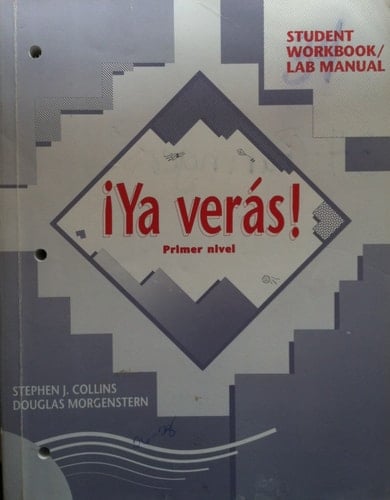 STUDENT
WORKBOOK/
LAB MANUAL
¡Ya verás!
Primer nivel
STEPHEN J. COLLINS
DOUGLAS MORGENSTERN